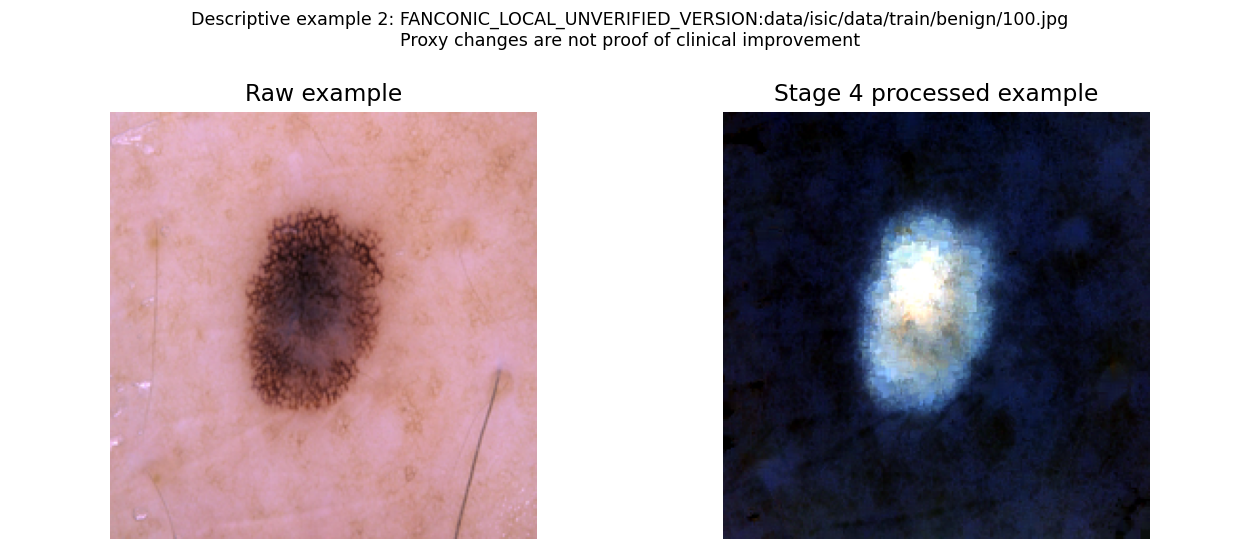 Descriptive example 2: FANCONIC_LOCAL_UNVERIFIED_VERSION:data/isic/data/train/benign/100.jpg
Proxy changes are not proof of clinical improvement
Raw example
Stage 4 processed example